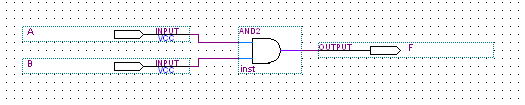 A
INPUT
VCC
AND2
inst
OUTPUT
F
B
INPUT
VCC